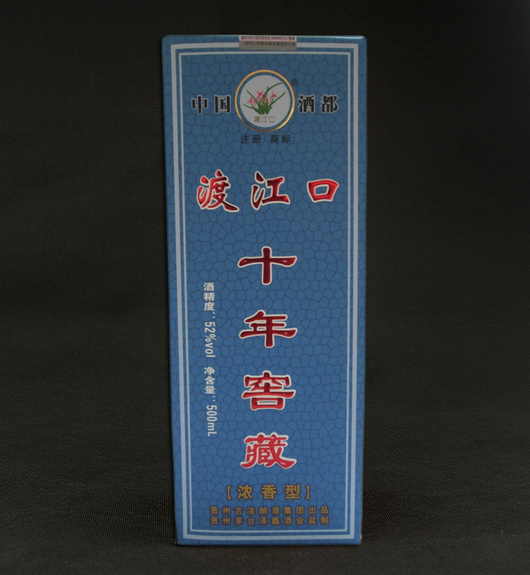 中国 酒都
渡江口
注册 商标
渡江口
十年窖藏
酒精度：52%vol 净含量：500mL
【浓香型】
贵州古法酿酒集团出品
贵州茅台泽鑫酒业监制